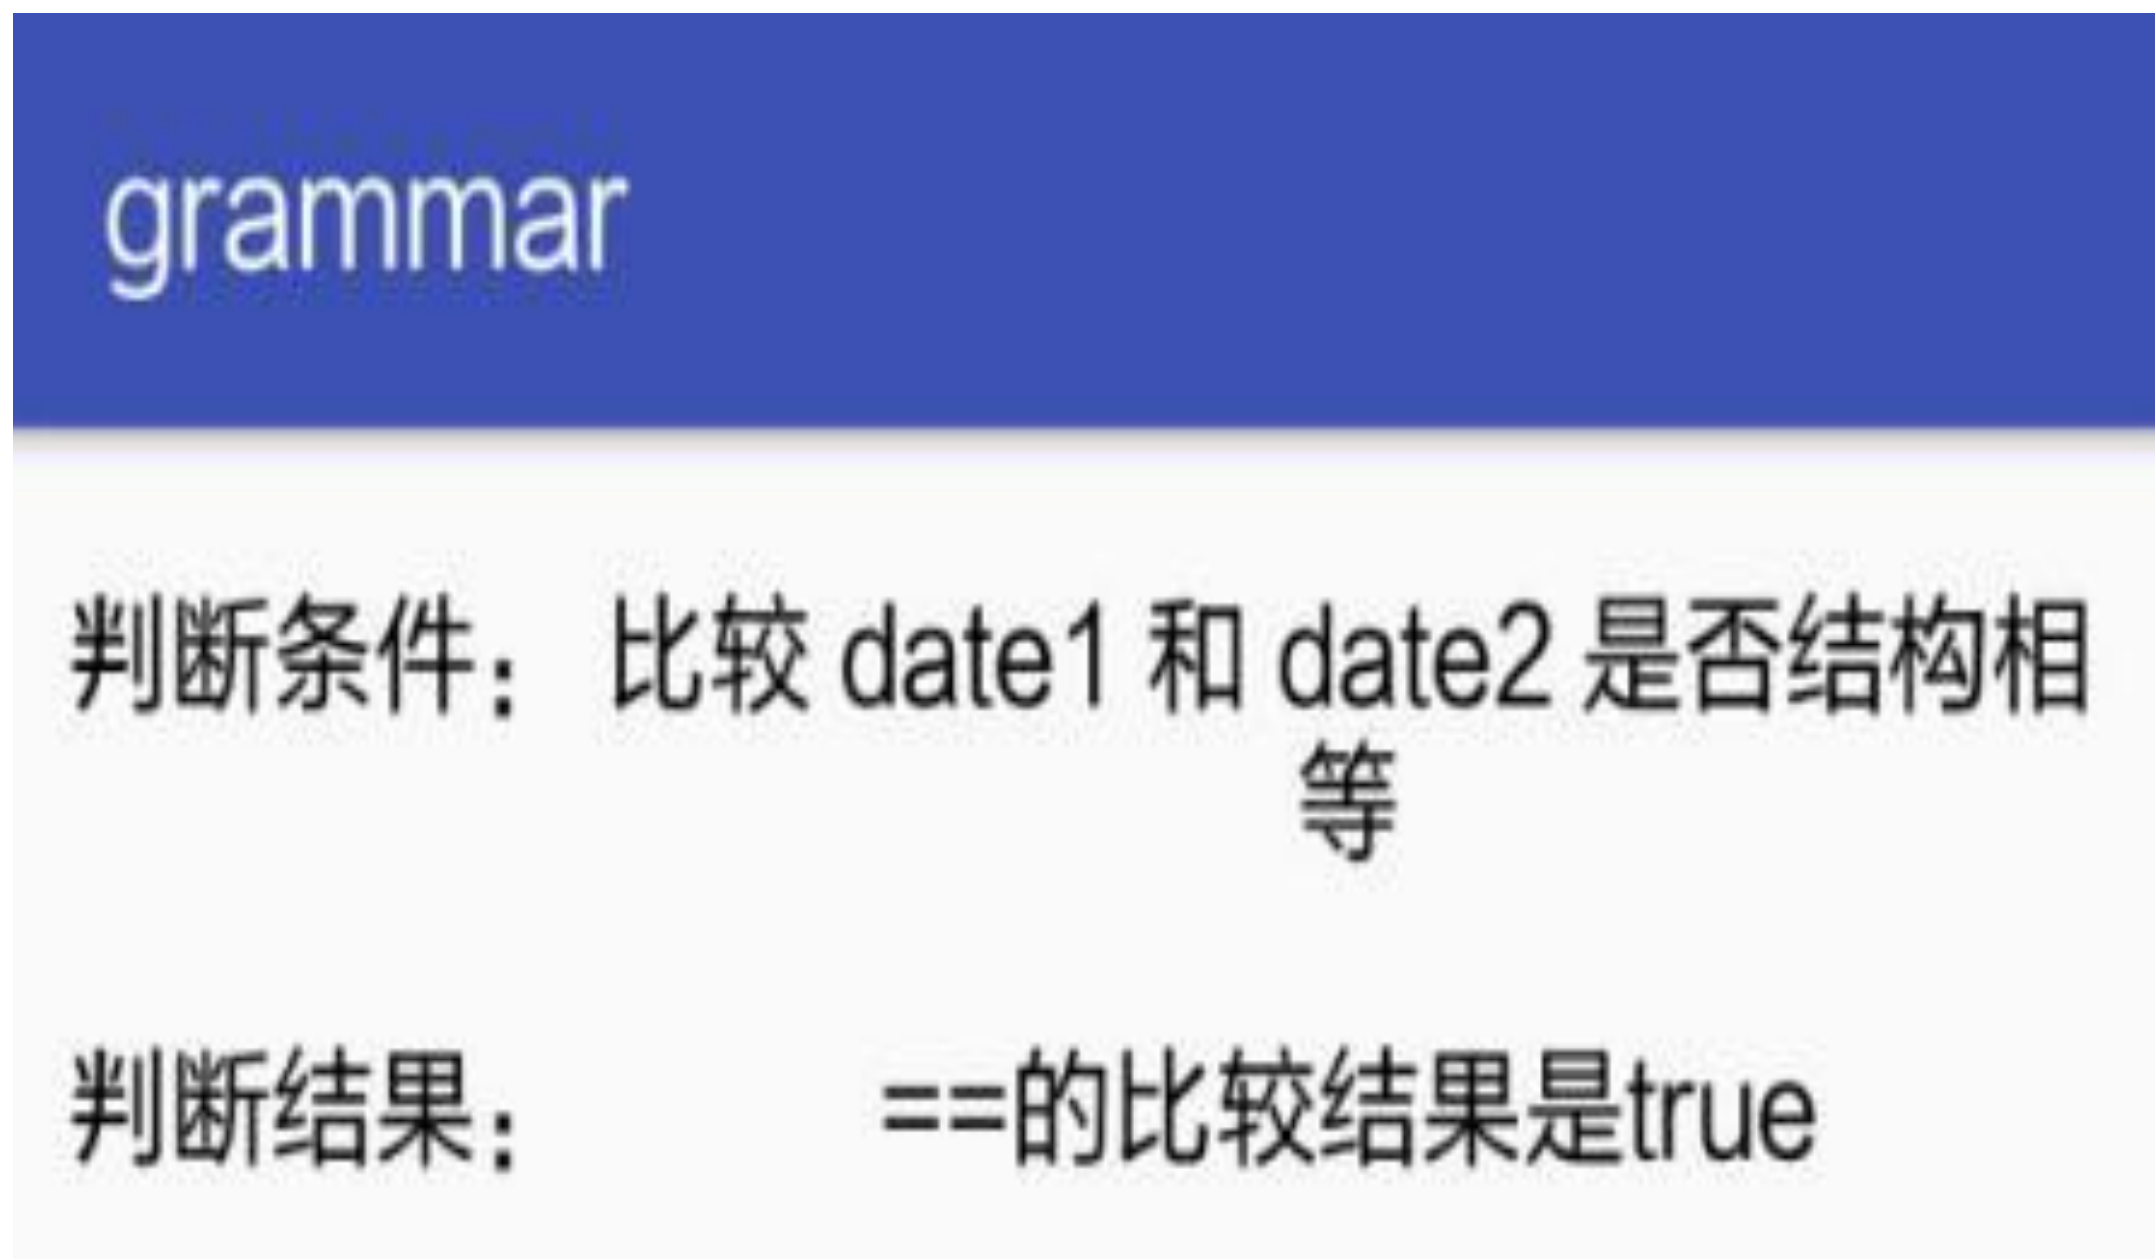 grammar
判断条件： 比较 date1 和 date2 是否结构相
等
判断结果： ==的比较结果是true